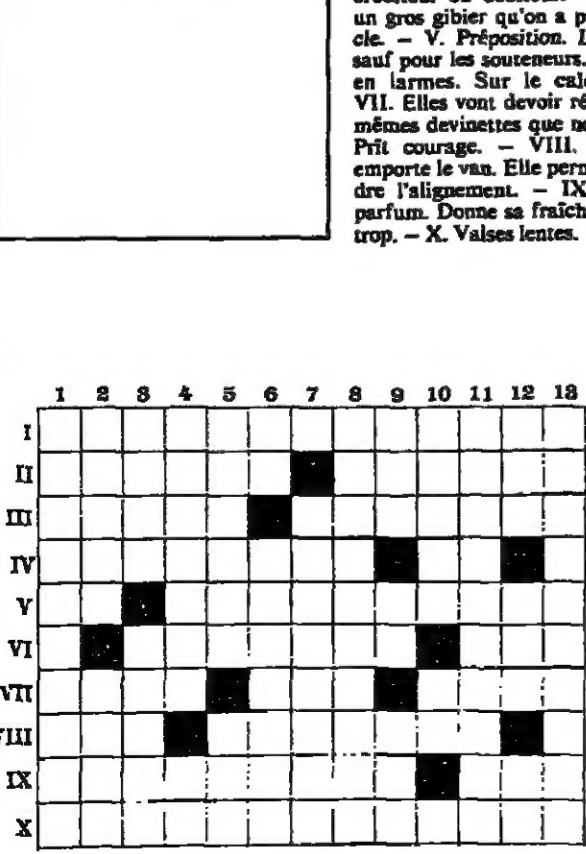 un gros gibier qu'on a p
cle. – V. Préposition. L
sauf pour les souteneurs.
en larmes. Sur le calc
VII. Elles vont devoir ré
mêmes devinettes que no
Prit courage. – VIII.
emporte le van. Elle pern
dre l'alignement. – IX
parfum. Donne sa fraîch
trop. – X. Valses lentes.
1 2 3 4 5 6 7 8 9 10 11 12 13
I
II
III
IV
V
VI
VII
VIII
IX
X